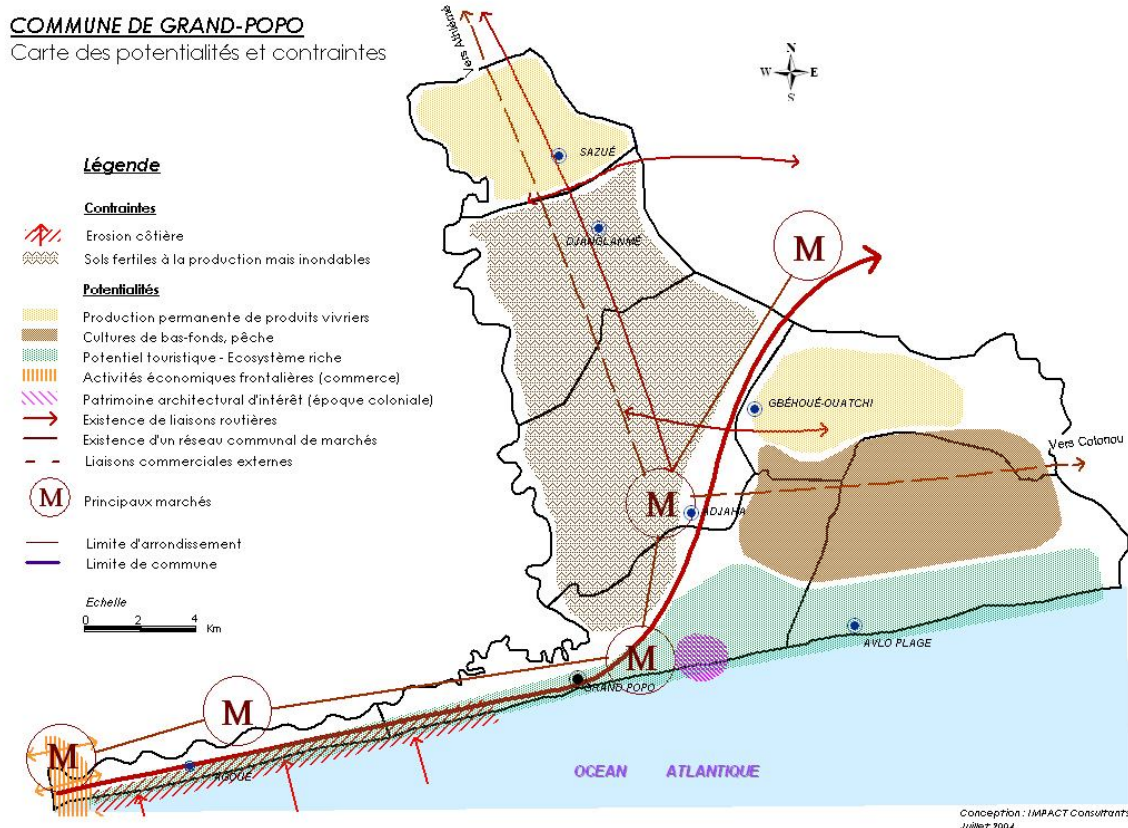 COMMUNE DE GRAND-POPO
Carte des potentialités et contraintes
Vers Athiémé
N
W E
S
Légende
Contraintes
Erosion côtière
Sols fertiles à la production mais inondables
Potentialités
Production permanente de produits vivriers
Cultures de bas-fonds, pêche
Potentiel touristique - Ecosystème riche
Activités économiques frontalières (commerce)
Patrimoine architectural d'intérêt (époque coloniale)
Existence de liaisons routières
Existence d'un réseau communal de marchés
Liaisons commerciales externes
M Principaux marchés
Limite d'arrondissement
Limite de commune
Echelle
0 2 4
Km
SAZUÉ
DJANGLANMÉ
M
GBÉHOUÉ-OUATCHI
Vers Cotonou
M
ADJAHA
AVLO PLAGE
M
GRAND POPO
M
M
AGOUÉ
OCEAN ATLANTIQUE
Conception : IMPACT Consultants
Juillet 2004